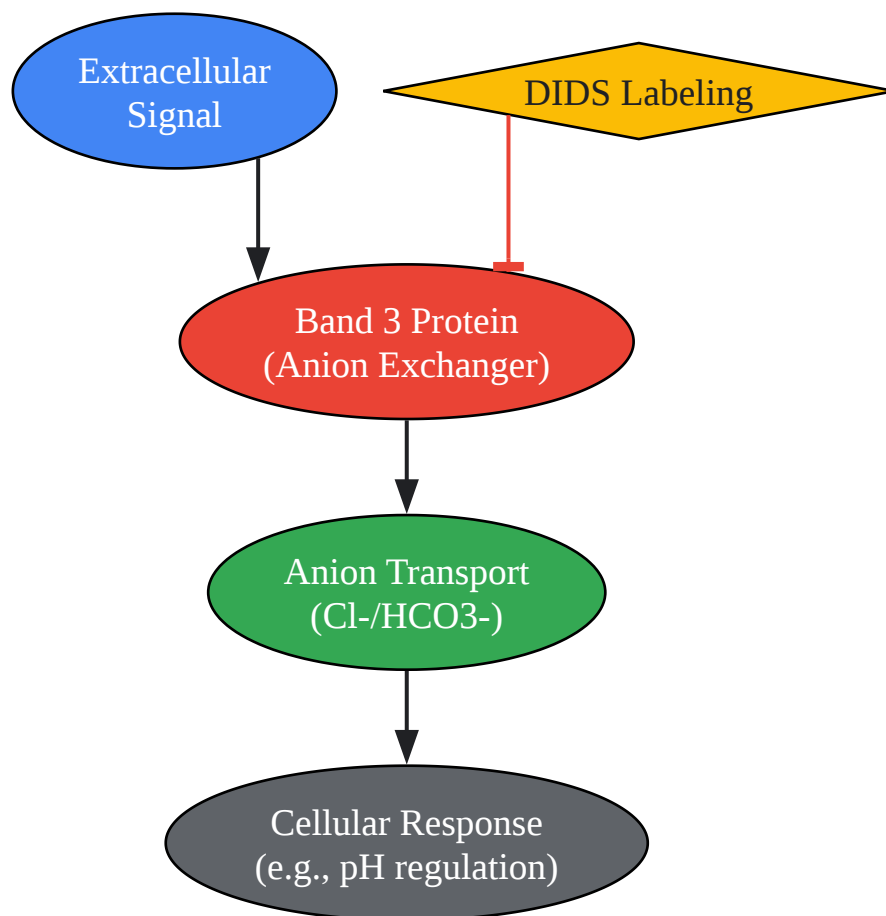 Extracellular
Signal
DIDS Labeling
Band 3 Protein
(Anion Exchanger)
Anion Transport
(Cl-/HCO3-)
Cellular Response
(e.g., pH regulation)